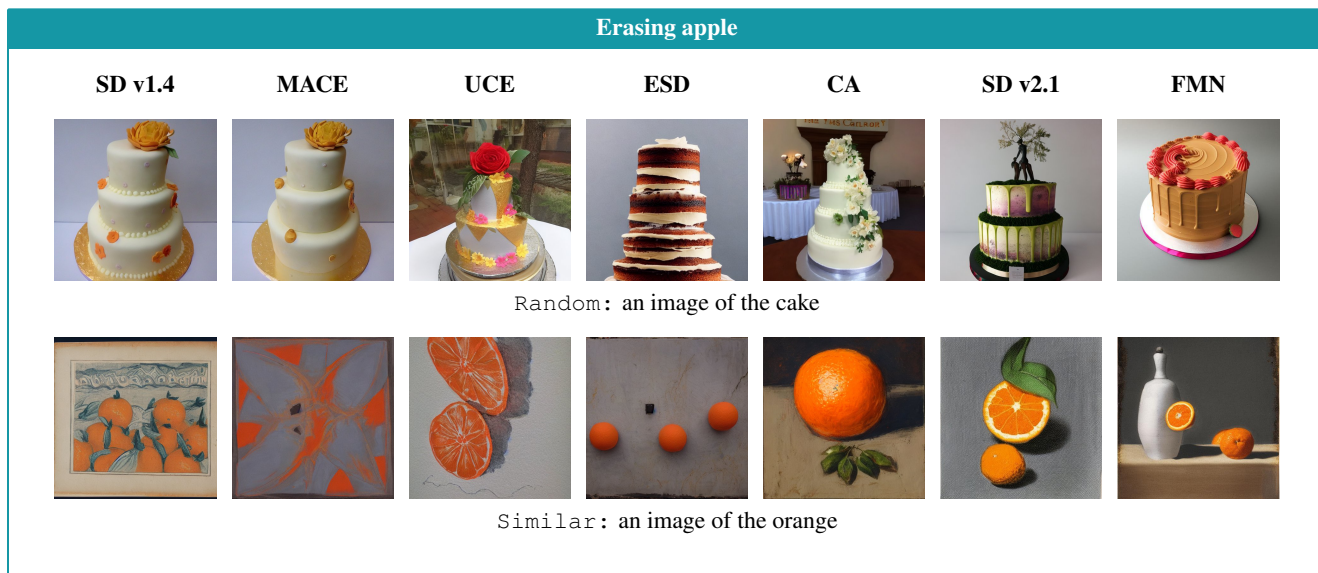 Erasing apple
SD v1.4 MACE UCE ESD CA SD v2.1 FMN
Random: an image of the cake
Similar: an image of the orange